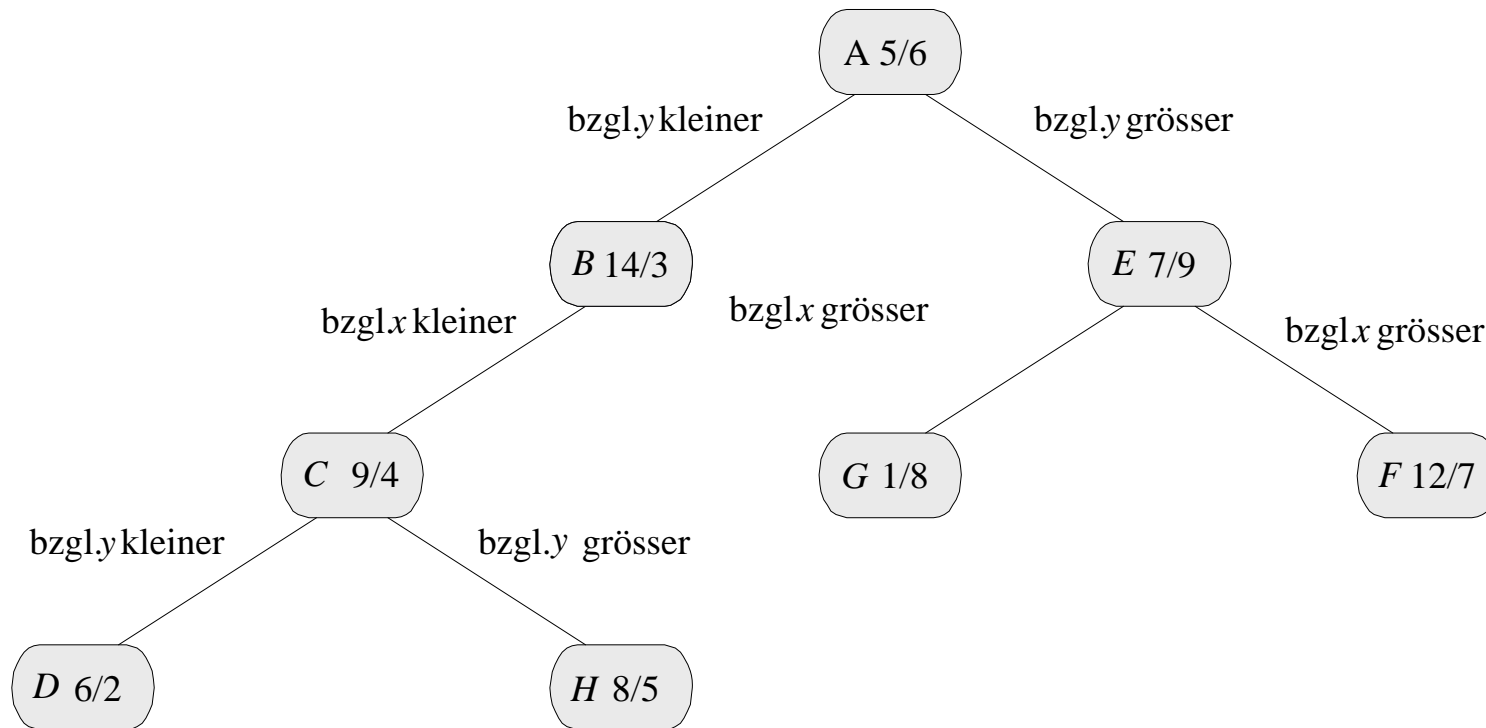 A 5/6
bzgl.y kleiner bzgl.y grösser
B 14/3 E 7/9
bzgl.x kleiner bzgl.x grösser bzgl.x grösser
C 9/4 G 1/8 F 12/7
bzgl.y kleiner bzgl.y grösser
D 6/2 H 8/5